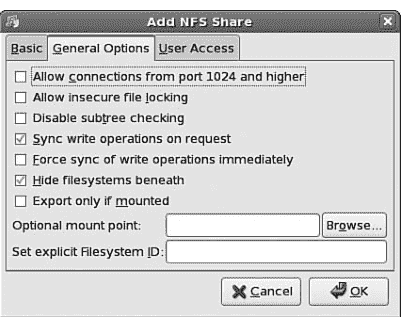 Add NFS Share
Basic General Options User Access
Allow connections from port 1024 and higher
Allow insecure file locking
Disable subtree checking
Sync write operations on request
Force sync of write operations immediately
Hide filesystems beneath
Export only if mounted
Optional mount point: Browse...
Set explicit Filesystem ID:
Cancel OK